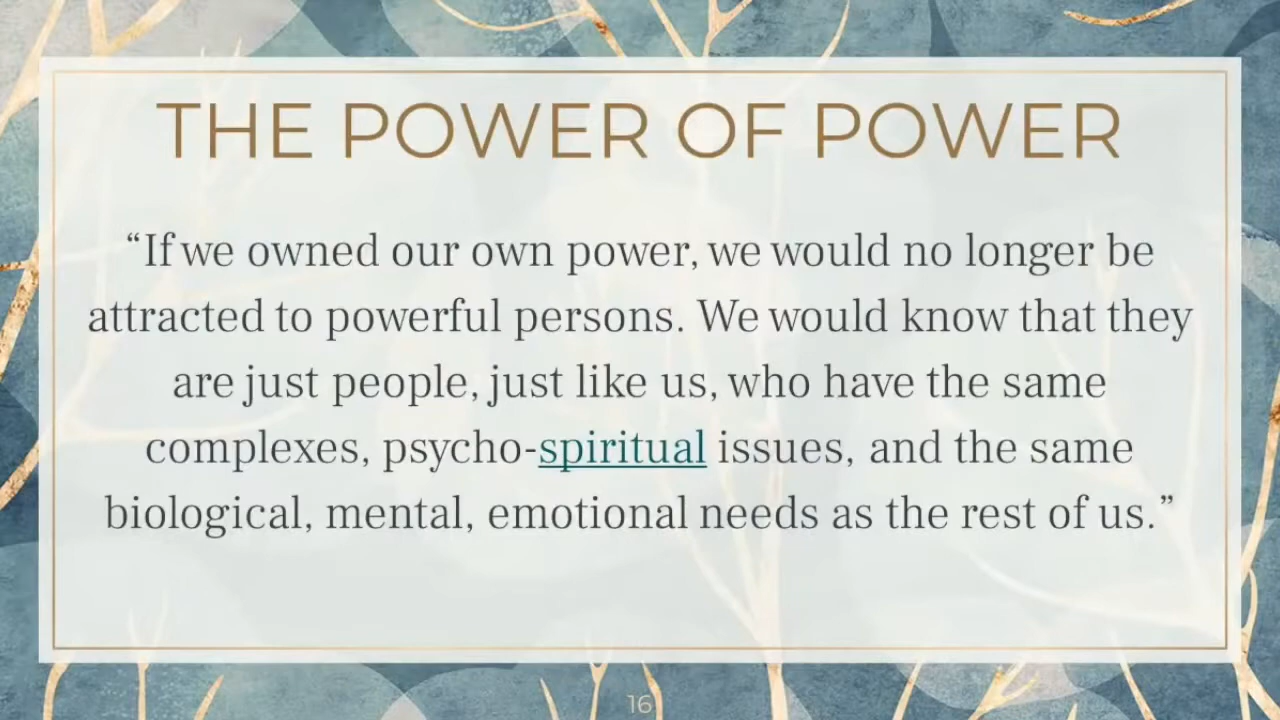 THE POWER OF POWER
“If we owned our own power, we would no longer be
attracted to powerful persons. We would know that they
are just people, just like us, who have the same
complexes, psycho-spiritual issues, and the same
biological, mental, emotional needs as the rest of us.”
16